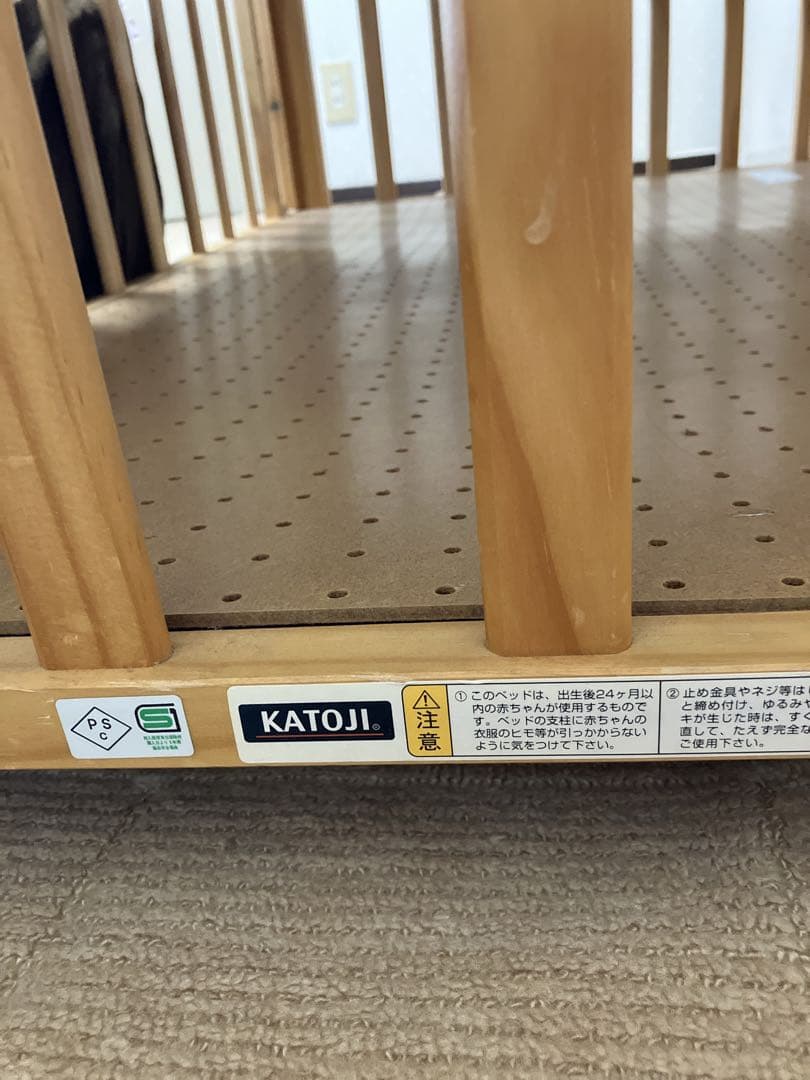 PS
C
KATOJI
注意
① このベッドは、出生後24ヶ月以
内の赤ちゃんが使用するもので
す。ベッドの支柱に赤ちゃんの
衣服のヒモ等が引っかからない
ように気をつけて下さい。
② 止め金具やネジ等は
と締め付け、ゆるみや
キが生じた時は、す
直して、たえず完全な
ご使用下さい。